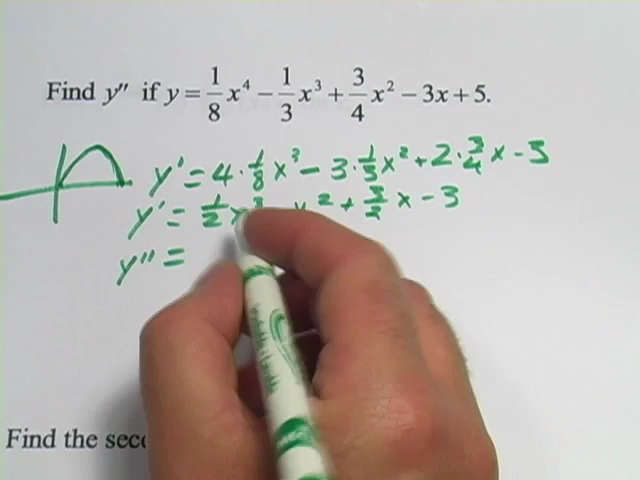 Find y'' if y = 1/8 x⁴ − 1/3 x³ + 3/4 x² − 3x + 5.
y' = 4 · 1/8 x³ − 3 · 1/3 x² + 2 · 3/4 x − 3
y' = 1/2 x³ x² + 3/2 x − 3
y'' =
Find the